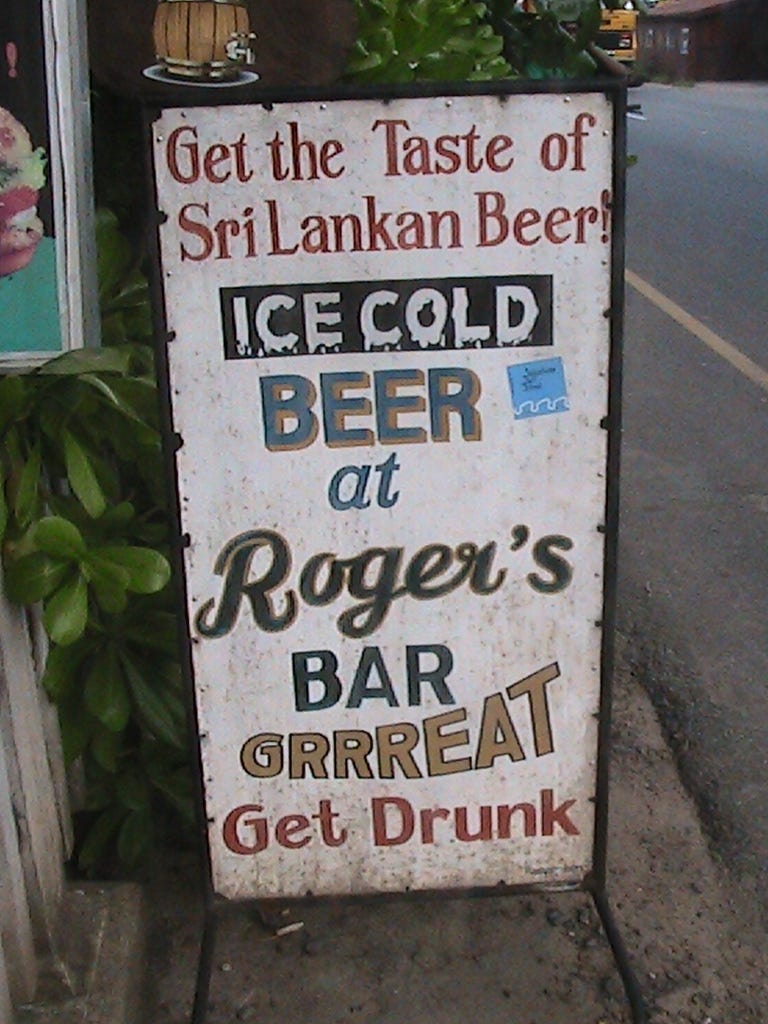 Get the Taste of
Sri Lankan Beer!
ICE COLD
BEER
at
Roger's
BAR
GRRREAT
Get Drunk